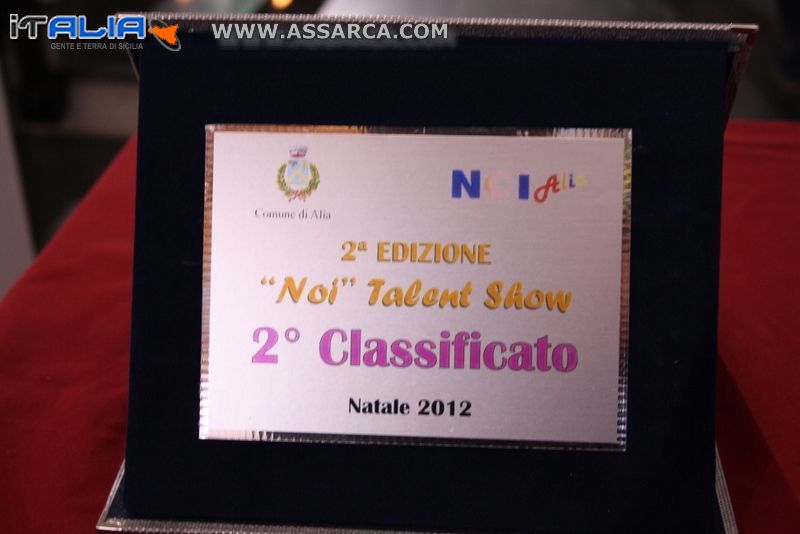 iTALIA
GENTE E TERRA DI SICILIA
WWW.ASSARCA.COM
Comune di Alia
NOI Alia
2ª EDIZIONE
“Noi” Talent Show
2° Classificato
Natale 2012